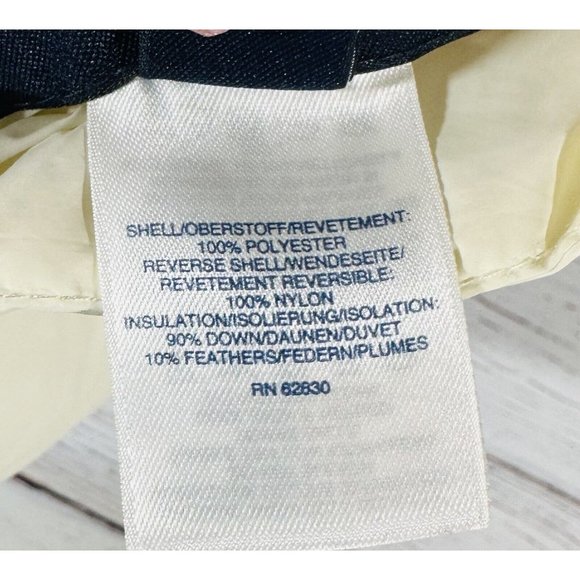 SHELL/OBERSTOFF/REVETEMENT:
100% POLYESTER
REVERSE SHELL/WENDESEITE/
REVETEMENT REVERSIBLE:
100% NYLON
INSULATION/ISOLIERUNG/ISOLATION:
90% DOWN/DAUNEN/DUVET
10% FEATHERS/FEDERN/PLUMES
RN 62830